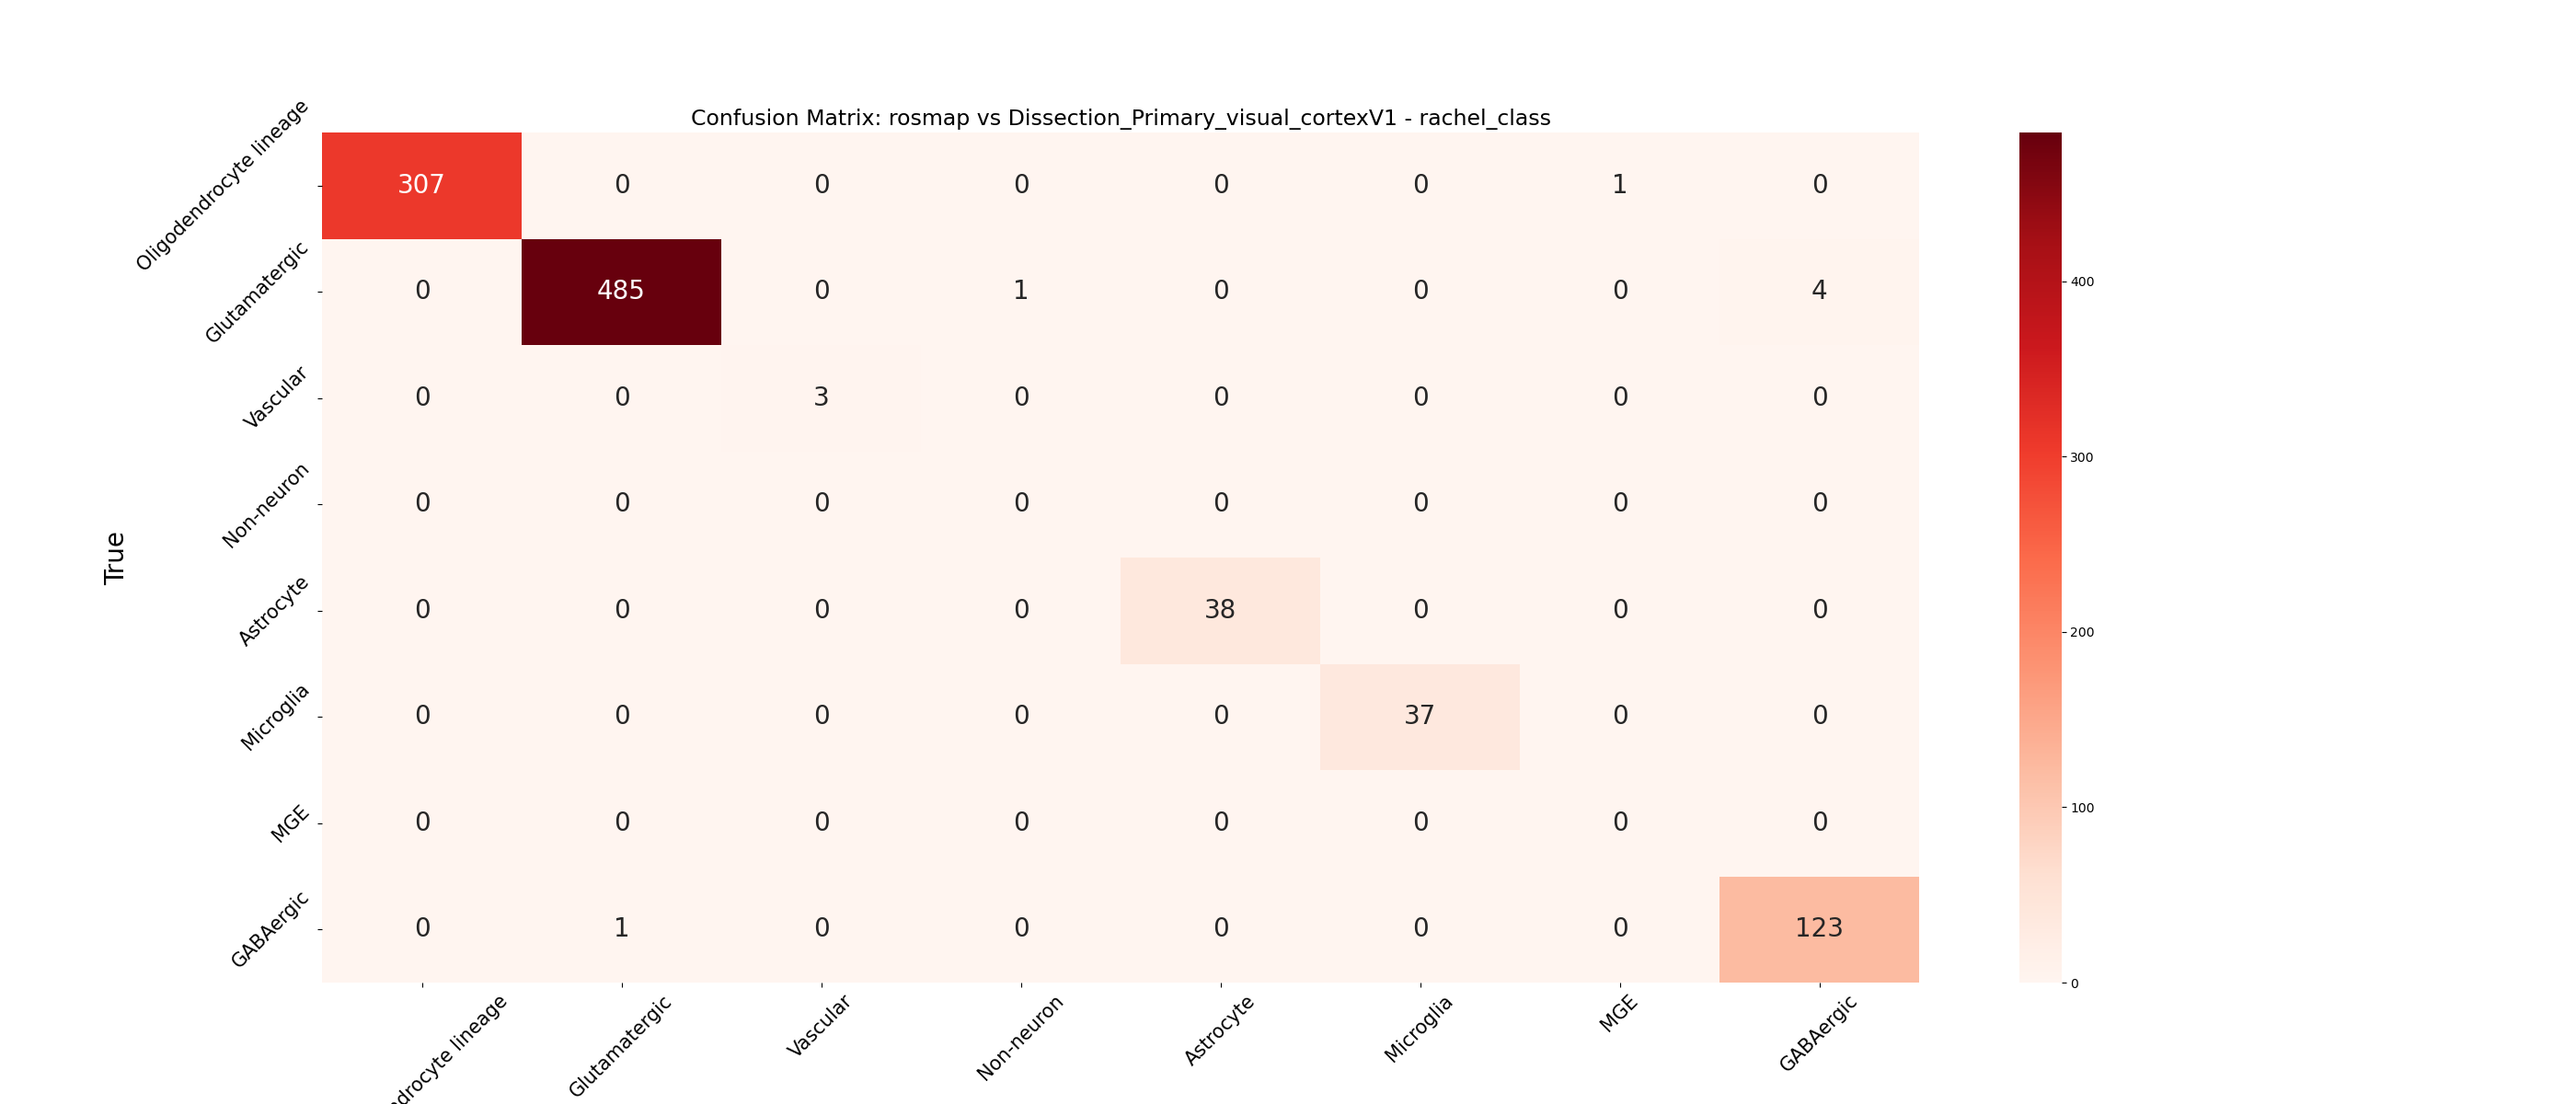 Confusion Matrix: rosmap vs Dissection_Primary_visual_cortexV1 - rachel_class
True
Oligodendrocyte lineage 307 0 0 0 0 0 1 0
Glutamatergic 0 485 0 1 0 0 0 4
Vascular 0 0 3 0 0 0 0 0
Non-neuron 0 0 0 0 0 0 0 0
Astrocyte 0 0 0 0 38 0 0 0
Microglia 0 0 0 0 0 37 0 0
MGE 0 0 0 0 0 0 0 0
GABAergic 0 1 0 0 0 0 0 123
ndrocyte lineage Glutamatergic Vascular Non-neuron Astrocyte Microglia MGE GABAergic
400
300
200
100
0